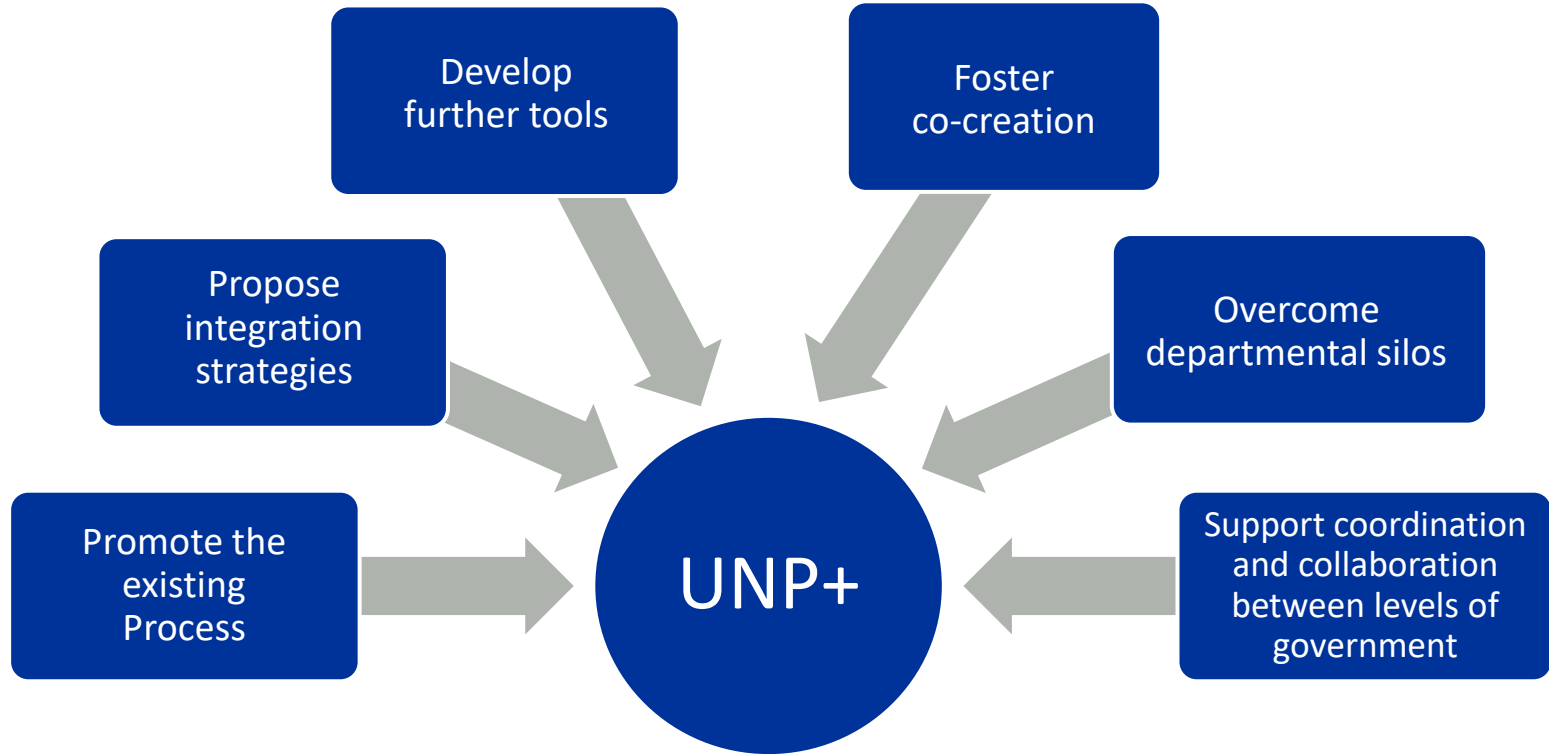 Develop
further tools
Foster
co-creation
Propose
integration
strategies
Overcome
departmental silos
Promote the
existing
Process
UNP+
Support coordination
and collaboration
between levels of
government